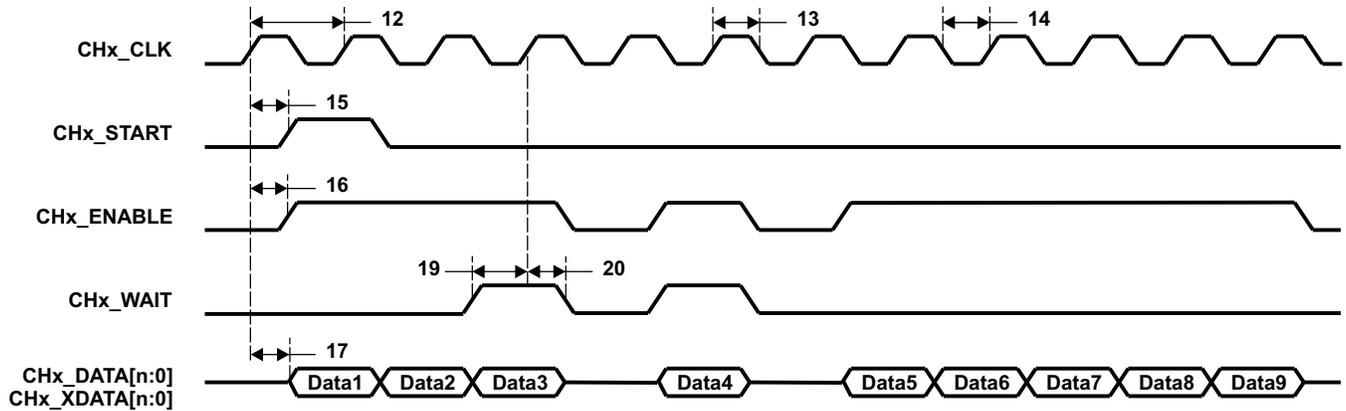 12
13
14
CHx_CLK
15
CHx_START
16
CHx_ENABLE
19
20
CHx_WAIT
17
CHx_DATA[n:0]
CHx_XDATA[n:0]
Data1 Data2 Data3 Data4 Data5 Data6 Data7 Data8 Data9